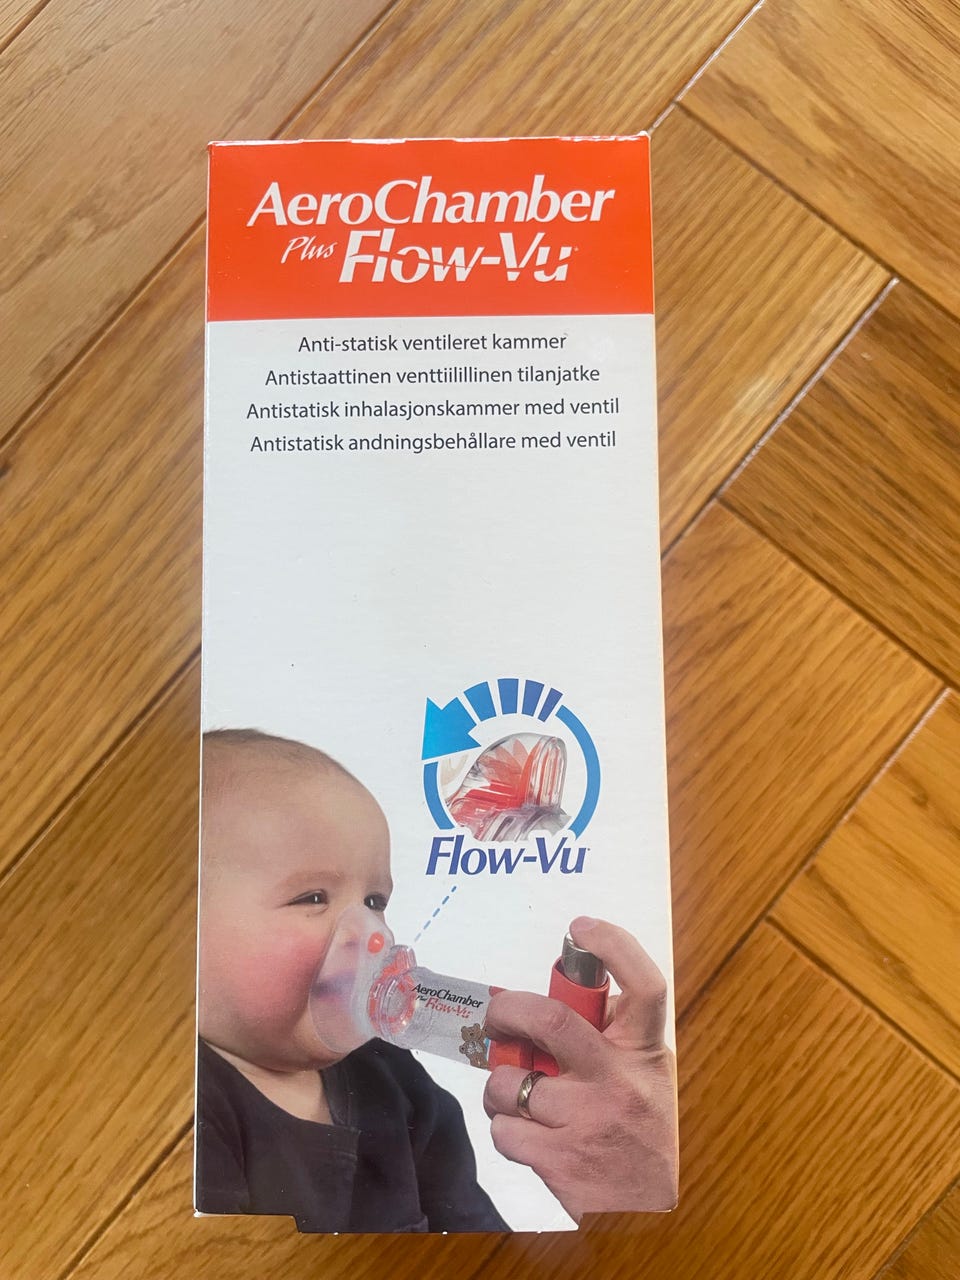 AeroChamber
Plus Flow-Vu
Anti-statisk ventileret kammer
Antistaattinen venttiilillinen tilanjatke
Antistatisk inhalasjonskammer med ventil
Antistatisk andningsbehållare med ventil
Flow-Vu
AeroChamber
Plus Flow-Vu